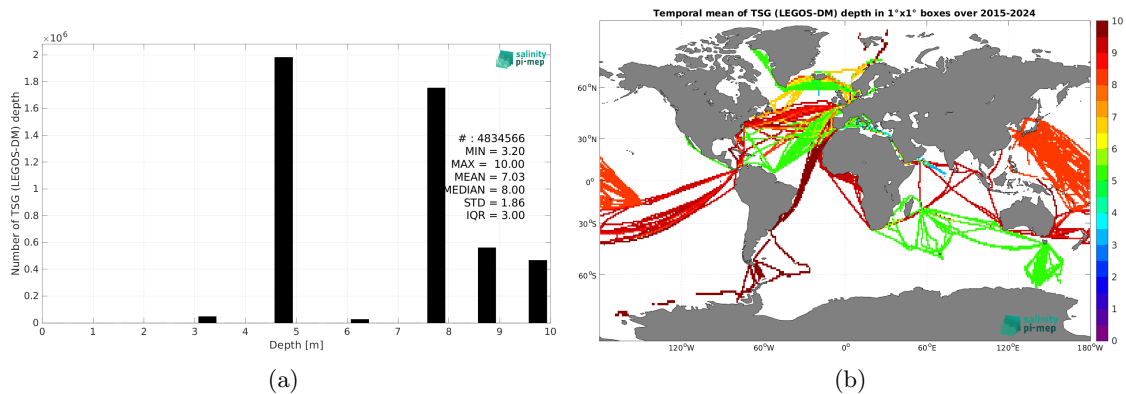 ×10⁶
salinity
pi-mep
Number of TSG (LEGOS-DM) depth
2
1.8
1.6
1.4
1.2
1
0.8
0.6
0.4
0.2
0
# : 4834566
MIN = 3.20
MAX = 10.00
MEAN = 7.03
MEDIAN = 8.00
STD = 1.86
IQR = 3.00
0 1 2 3 4 5 6 7 8 9 10
Depth [m]
(a)
Temporal mean of TSG (LEGOS-DM) depth in 1°x1° boxes over 2015-2024
60°N
30°N
0°
30°S
60°S
120°W 60°W 0° 60°E 120°E 180°W
10
9
8
7
6
5
4
3
2
1
0
salinity
pi-mep
(b)